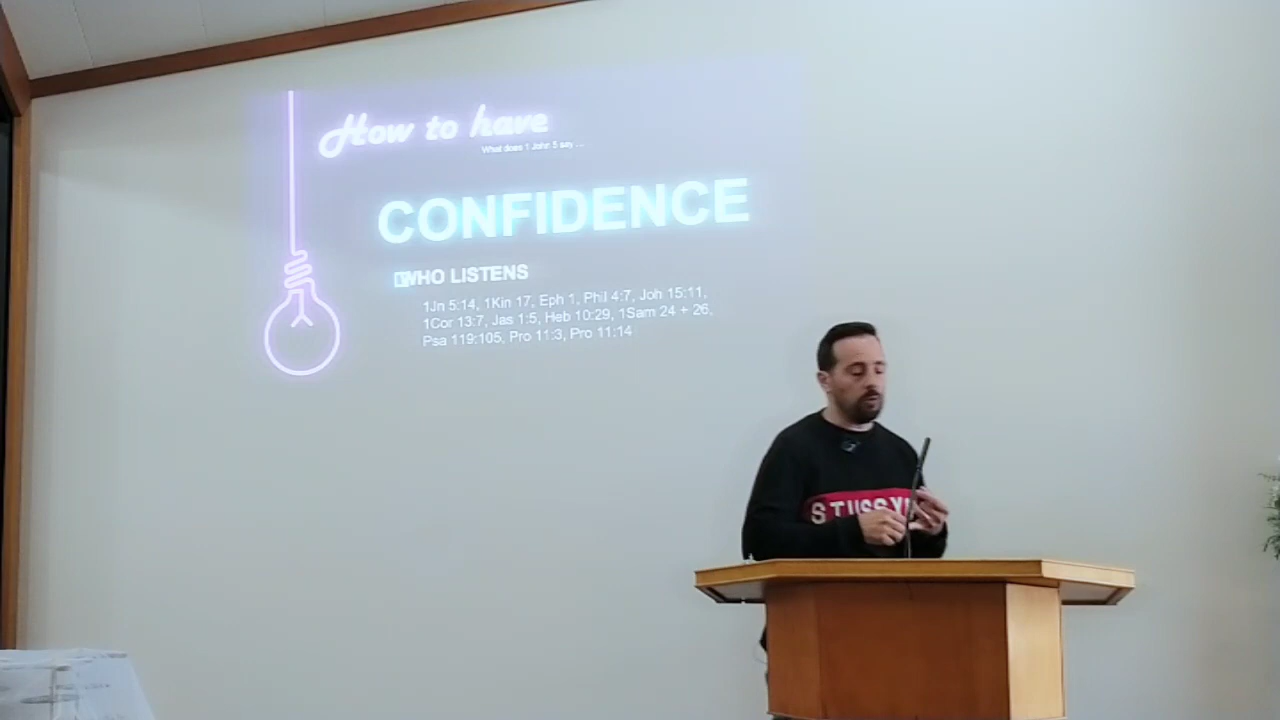 How to have
What does 1 John 5 say ...
CONFIDENCE
WHO LISTENS
1Jn 5:14, 1Kin 17, Eph 1, Phil 4:7, Joh 15:11,
1Cor 13:7, Jas 1:5, Heb 10:29, 1Sam 24 + 26,
Psa 119:105, Pro 11:3, Pro 11:14
STUSSY